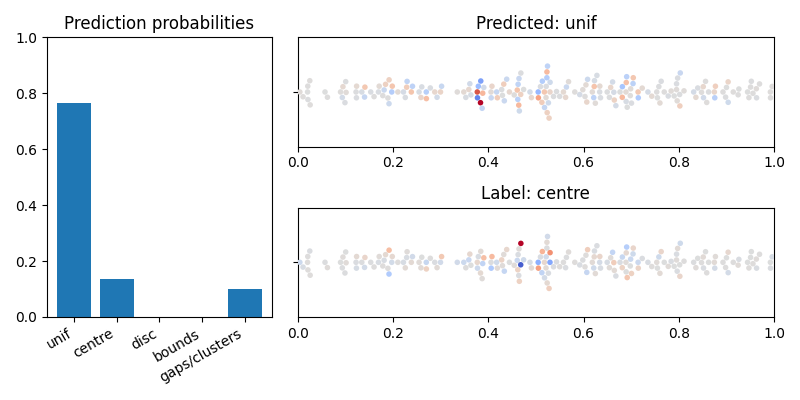 Prediction probabilities
1.0
0.8
0.6
0.4
0.2
0.0
unif
centre
disc
bounds
gaps/clusters
Predicted: unif
0.0 0.2 0.4 0.6 0.8 1.0
Label: centre
0.0 0.2 0.4 0.6 0.8 1.0